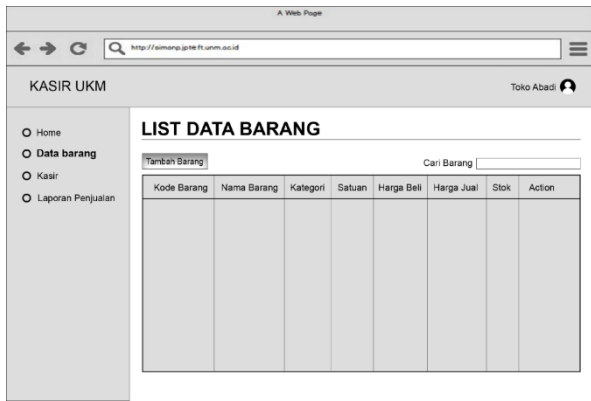 A Web Page
http://simonp.jpte.ft.unm.ac.id
KASIR UKM
Toko Abadi
Home
Data barang
Kasir
Laporan Penjualan
LIST DATA BARANG
Tambah Barang
Cari Barang
Kode Barang Nama Barang Kategori Satuan Harga Beli Harga Jual Stok Action